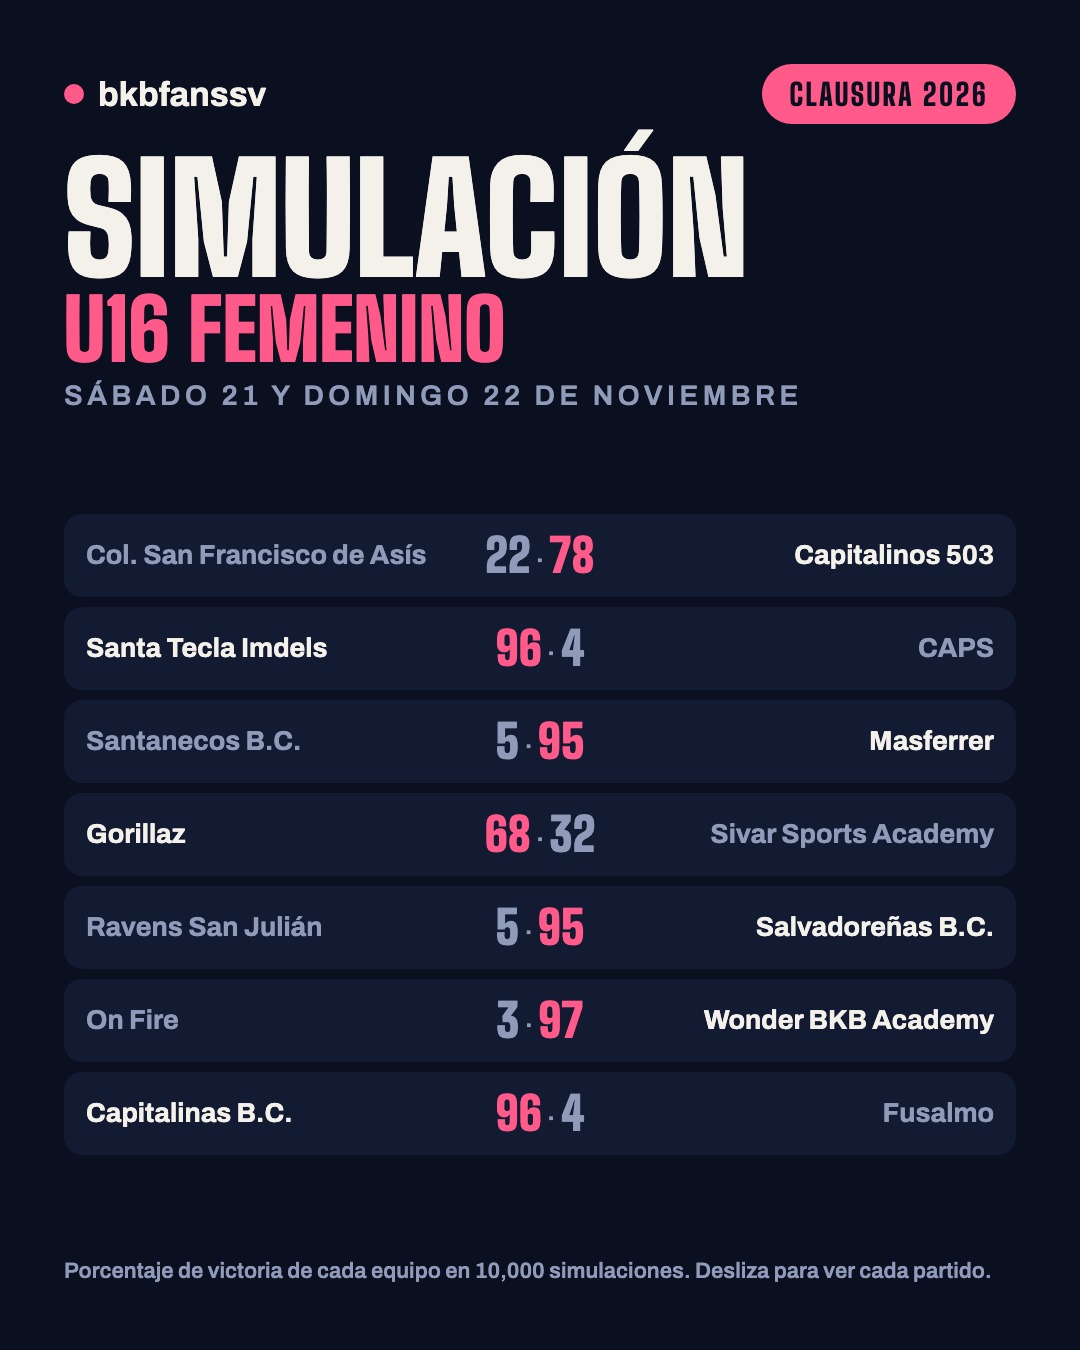 bkbfanssv
CLAUSURA 2026
SIMULACIÓN
U16 FEMENINO
SÁBADO 21 Y DOMINGO 22 DE NOVIEMBRE
Col. San Francisco de Asís 22 · 78 Capitalinos 503
Santa Tecla Imdels 96 · 4 CAPS
Santanecos B.C. 5 · 95 Masferrer
Gorillaz 68 · 32 Sivar Sports Academy
Ravens San Julián 5 · 95 Salvadoreñas B.C.
On Fire 3 · 97 Wonder BKB Academy
Capitalinas B.C. 96 · 4 Fusalmo
Porcentaje de victoria de cada equipo en 10,000 simulaciones. Desliza para ver cada partido.